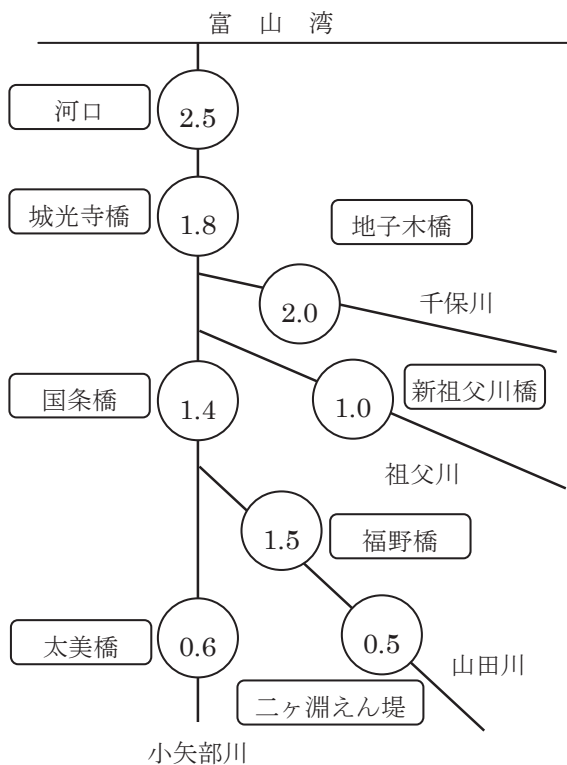 富山湾
河口
2.5
城光寺橋
1.8
地子木橋
2.0
千保川
国条橋
1.4
1.0
新祖父川橋
祖父川
1.5
福野橋
太美橋
0.6
0.5
山田川
二ヶ淵えん堤
小矢部川